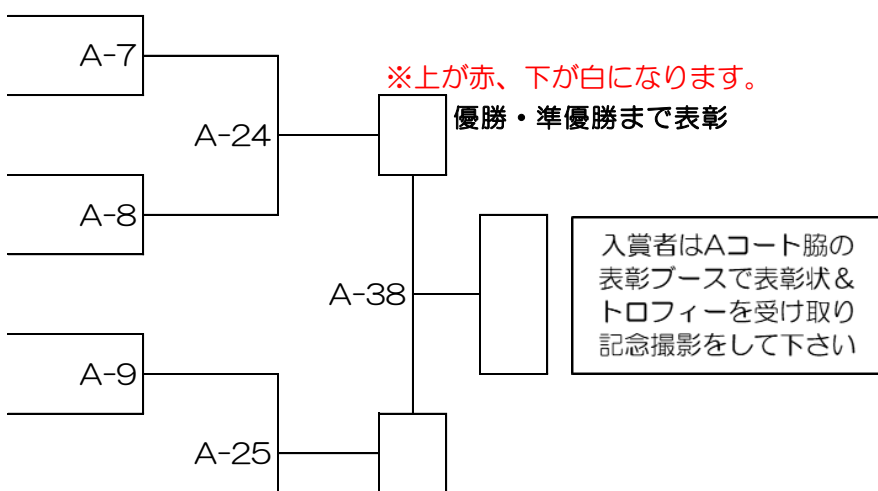 A-7
※上が赤、下が白になります。
優勝・準優勝まで表彰
A-24
A-8
入賞者はAコート脇の
表彰ブースで表彰状&
トロフィーを受け取り
記念撮影をして下さい
A-38
A-9
A-25